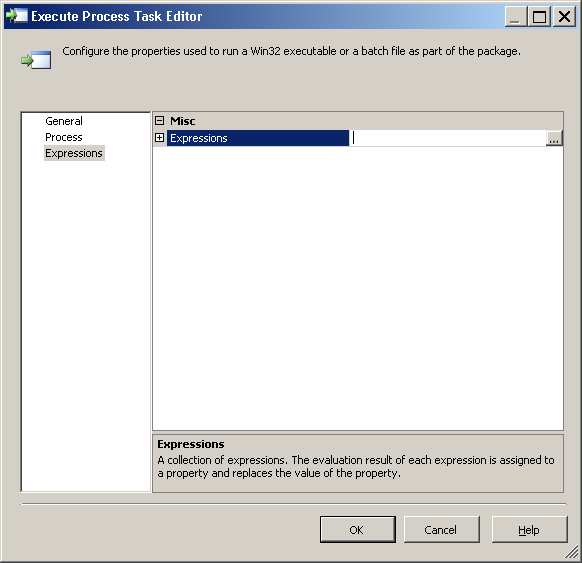 Execute Process Task Editor
Configure the properties used to run a Win32 executable or a batch file as part of the package.
General
Process
Expressions
Misc
Expressions
...
Expressions
A collection of expressions. The evaluation result of each expression is assigned to
a property and replaces the value of the property.
OK
Cancel
Help